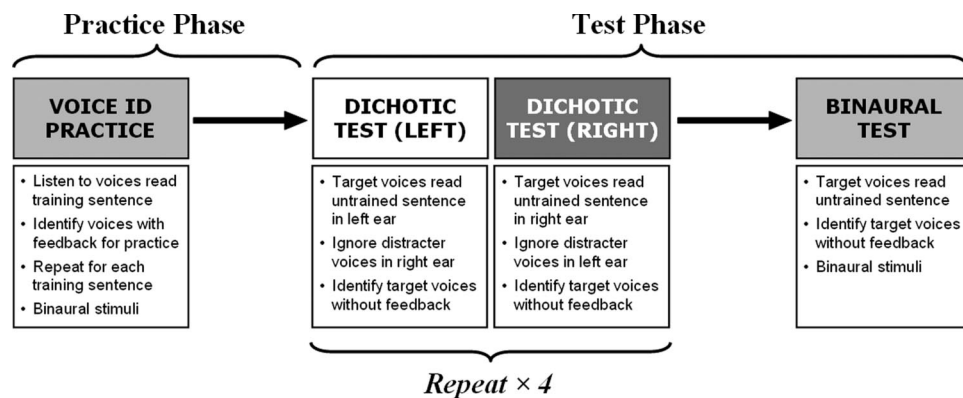 Practice Phase
Test Phase
VOICE ID
PRACTICE
• Listen to voices read
training sentence
• Identify voices with
feedback for practice
• Repeat for each
training sentence
• Binaural stimuli
DICHOTIC
TEST (LEFT)
• Target voices read
untrained sentence
in left ear
• Ignore distracter
voices in right ear
• Identify target voices
without feedback
DICHOTIC
TEST (RIGHT)
• Target voices read
untrained sentence
in right ear
• Ignore distracter
voices in left ear
• Identify target voices
without feedback
BINAURAL
TEST
• Target voices read
untrained sentence
• Identify target voices
without feedback
• Binaural stimuli
Repeat × 4